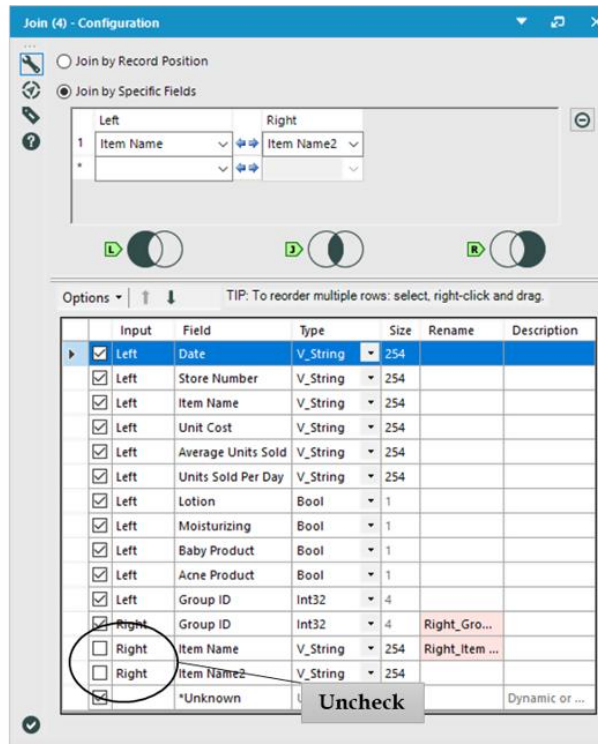 Join (4) - Configuration
Join by Record Position
Join by Specific Fields
Left Right
1 Item Name Item Name2
*
L J R
Options TIP: To reorder multiple rows: select, right-click and drag.
Input Field Type Size Rename Description
Left Date V_String 254
Left Store Number V_String 254
Left Item Name V_String 254
Left Unit Cost V_String 254
Left Average Units Sold V_String 254
Left Units Sold Per Day V_String 254
Left Lotion Bool 1
Left Moisturizing Bool 1
Left Baby Product Bool 1
Left Acne Product Bool 1
Left Group ID Int32 4
Right Group ID Int32 4 Right_Gro...
Right Item Name V_String 254 Right_Item ...
Right Item Name2 V_String 254
*Unknown Dynamic or ...
Uncheck